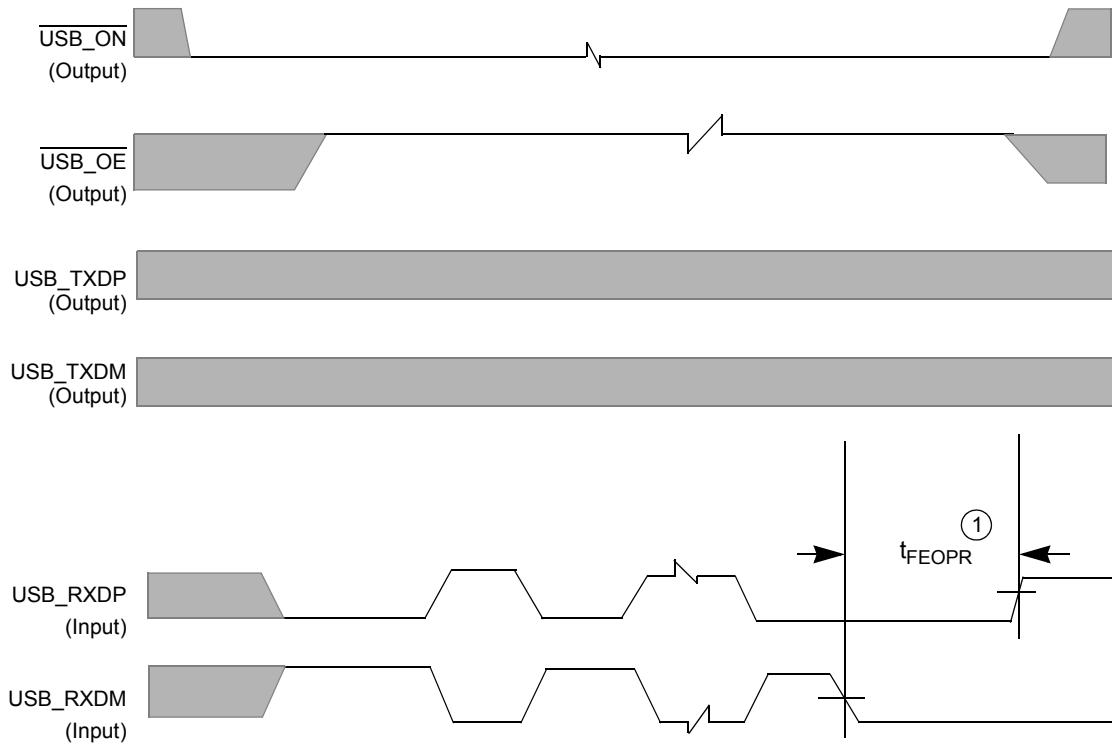 USB_ON
(Output)
USB_OE
(Output)
USB_TXDP
(Output)
USB_TXDM
(Output)
1
tFEOPR
USB_RXDP
(Input)
USB_RXDM
(Input)